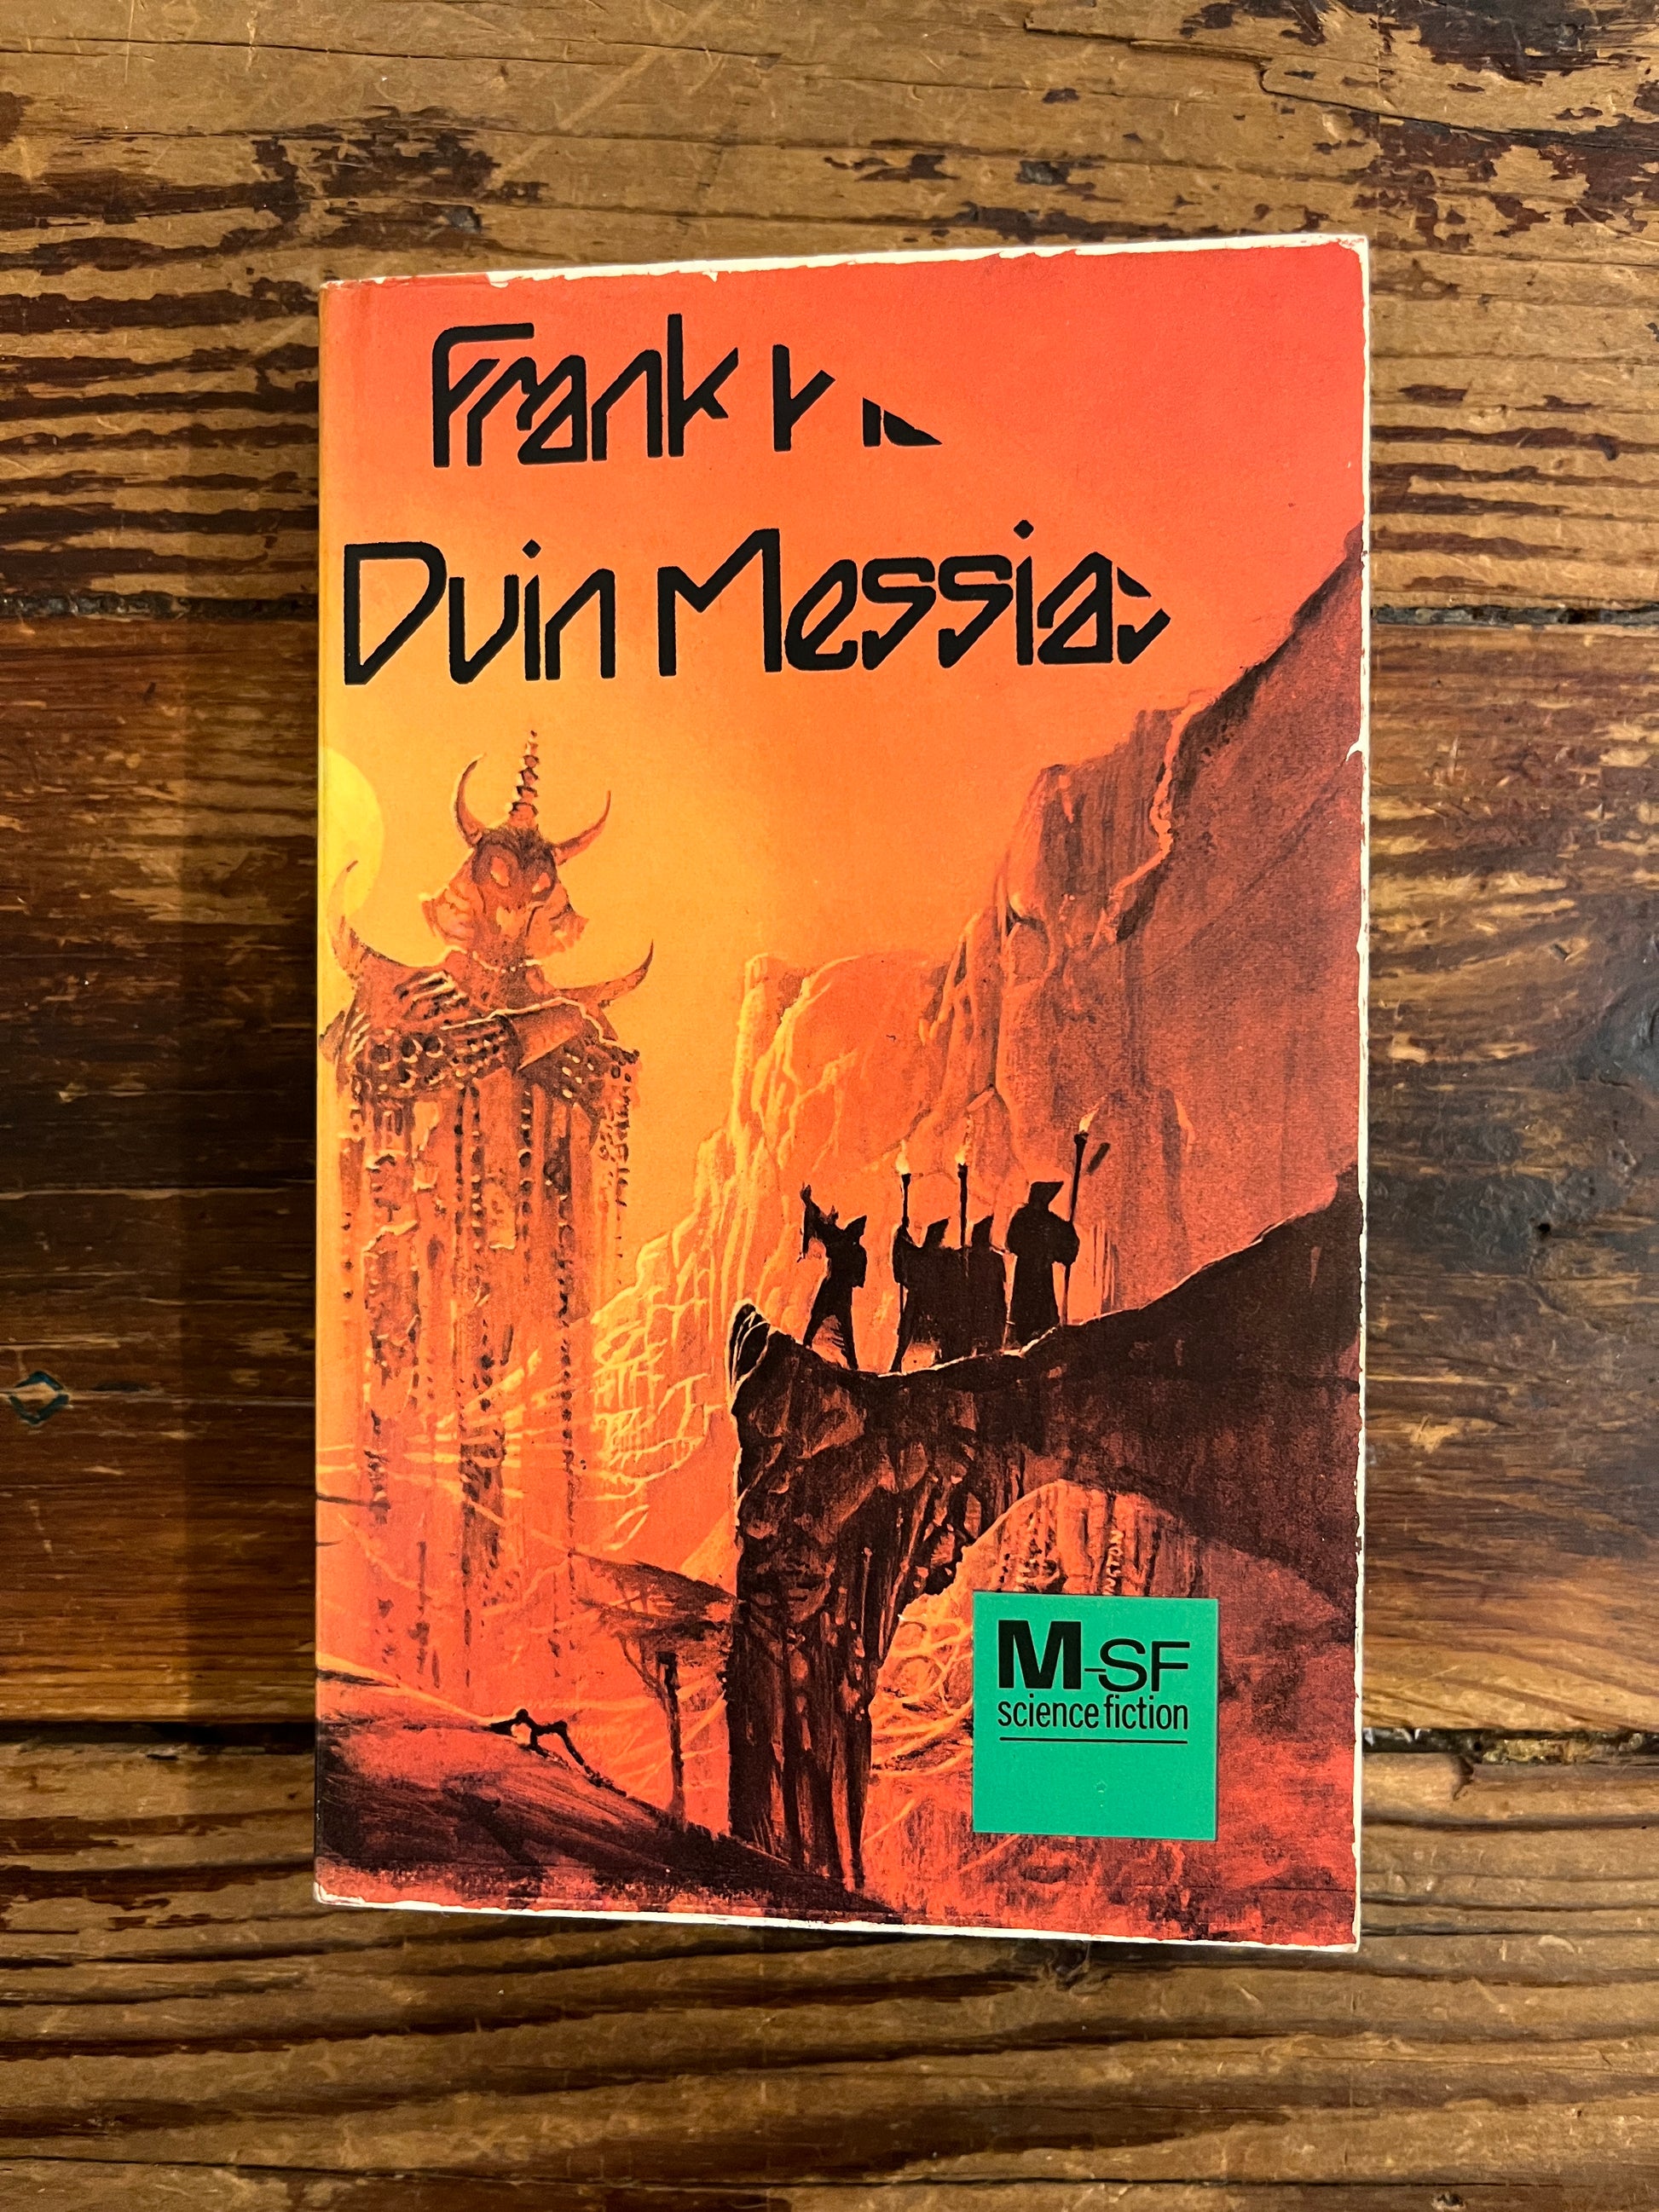 Frank
Duin Messias
M-SF
science fiction